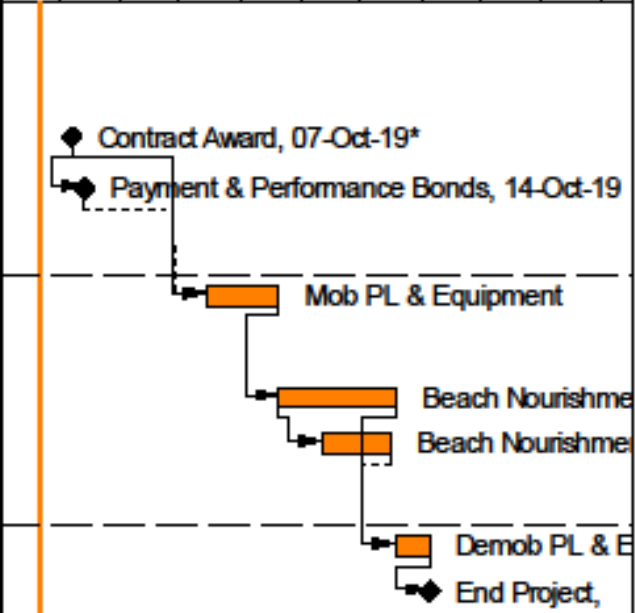 Contract Award, 07-Oct-19*
Payment & Performance Bonds, 14-Oct-19
Mob PL & Equipment
Beach Nourishme
Beach Nourishme
Demob PL & E
End Project,